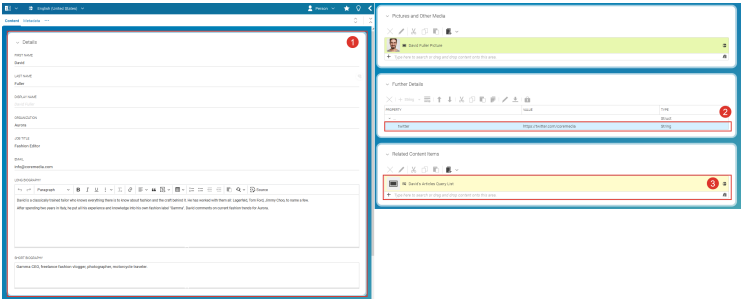 English (United States)
Person
Content Metadata
Details
1
FIRST NAME
David
LAST NAME
Fuller
DISPLAY NAME
ORGANIZATION
Aurora
JOB TITLE
Fashion Editor
EMAIL
info@coremedia.com
LONG BIOGRAPHY
Paragraph
B I U
Source
David is a classically trained tailor who knows everything there is to know about fashion and the craft behind it. He has worked with them all: Lagerfeld, Tom Ford, Jimmy Choo, to name a few.
After spending two years in Italy, he put all his experience and knowledge into his own fashion label "Gamma". David comments on current fashion trends for Aurora.
SHORT BIOGRAPHY
Gamma CEO, freelance fashion vlogger, photographer, motorcycle traveller.
Pictures and Other Media
David Fuller Picture
Type here to search or drag and drop content onto this area.
Further Details
PROPERTY VALUE TYPE
2
Struct
twitter https://twitter.com/coremedia String
Related Content Items
David's Articles Query List
3
Type here to search or drag and drop content onto this area.